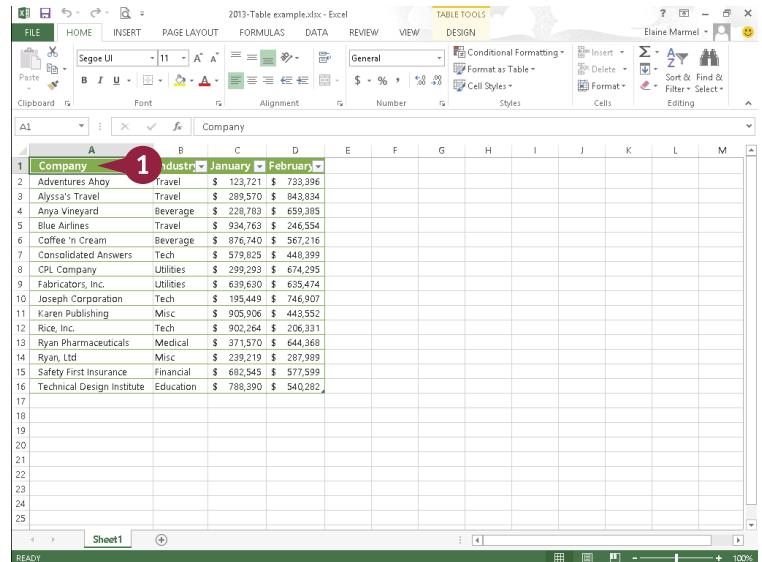 2013-Table example.xlsx - Excel
TABLE TOOLS
FILE HOME INSERT PAGE LAYOUT FORMULAS DATA REVIEW VIEW DESIGN
Elaine Marmel
Paste
Segoe UI 11 A A
B I U A
General
$ % , .00 .0
Conditional Formatting
Format as Table
Cell Styles
Insert
Delete
Format
Σ
A Z
Sort & Find &
Filter Select
Clipboard Font Alignment Number Styles Cells Editing
A1 fx Company
A B C D E F G H I J K L M
1 Company 1 ndustry January February
2 Adventures Ahoy Travel $ 123,721 $ 733,396
3 Alyssa's Travel Travel $ 289,570 $ 843,834
4 Anya Vineyard Beverage $ 228,783 $ 659,385
5 Blue Airlines Travel $ 934,763 $ 246,554
6 Coffee 'n Cream Beverage $ 876,740 $ 567,216
7 Consolidated Answers Tech $ 579,825 $ 448,399
8 CPL Company Utilities $ 299,293 $ 674,295
9 Fabricators, Inc. Utilities $ 639,630 $ 635,474
10 Joseph Corporation Tech $ 195,449 $ 746,907
11 Karen Publishing Misc $ 905,906 $ 443,552
12 Rice, Inc. Tech $ 902,264 $ 206,331
13 Ryan Pharmaceuticals Medical $ 371,570 $ 644,368
14 Ryan, Ltd Misc $ 239,219 $ 287,989
15 Safety First Insurance Financial $ 682,545 $ 577,599
16 Technical Design Institute Education $ 788,390 $ 540,282
17
18
19
20
21
22
23
24
25
Sheet1
READY 100%